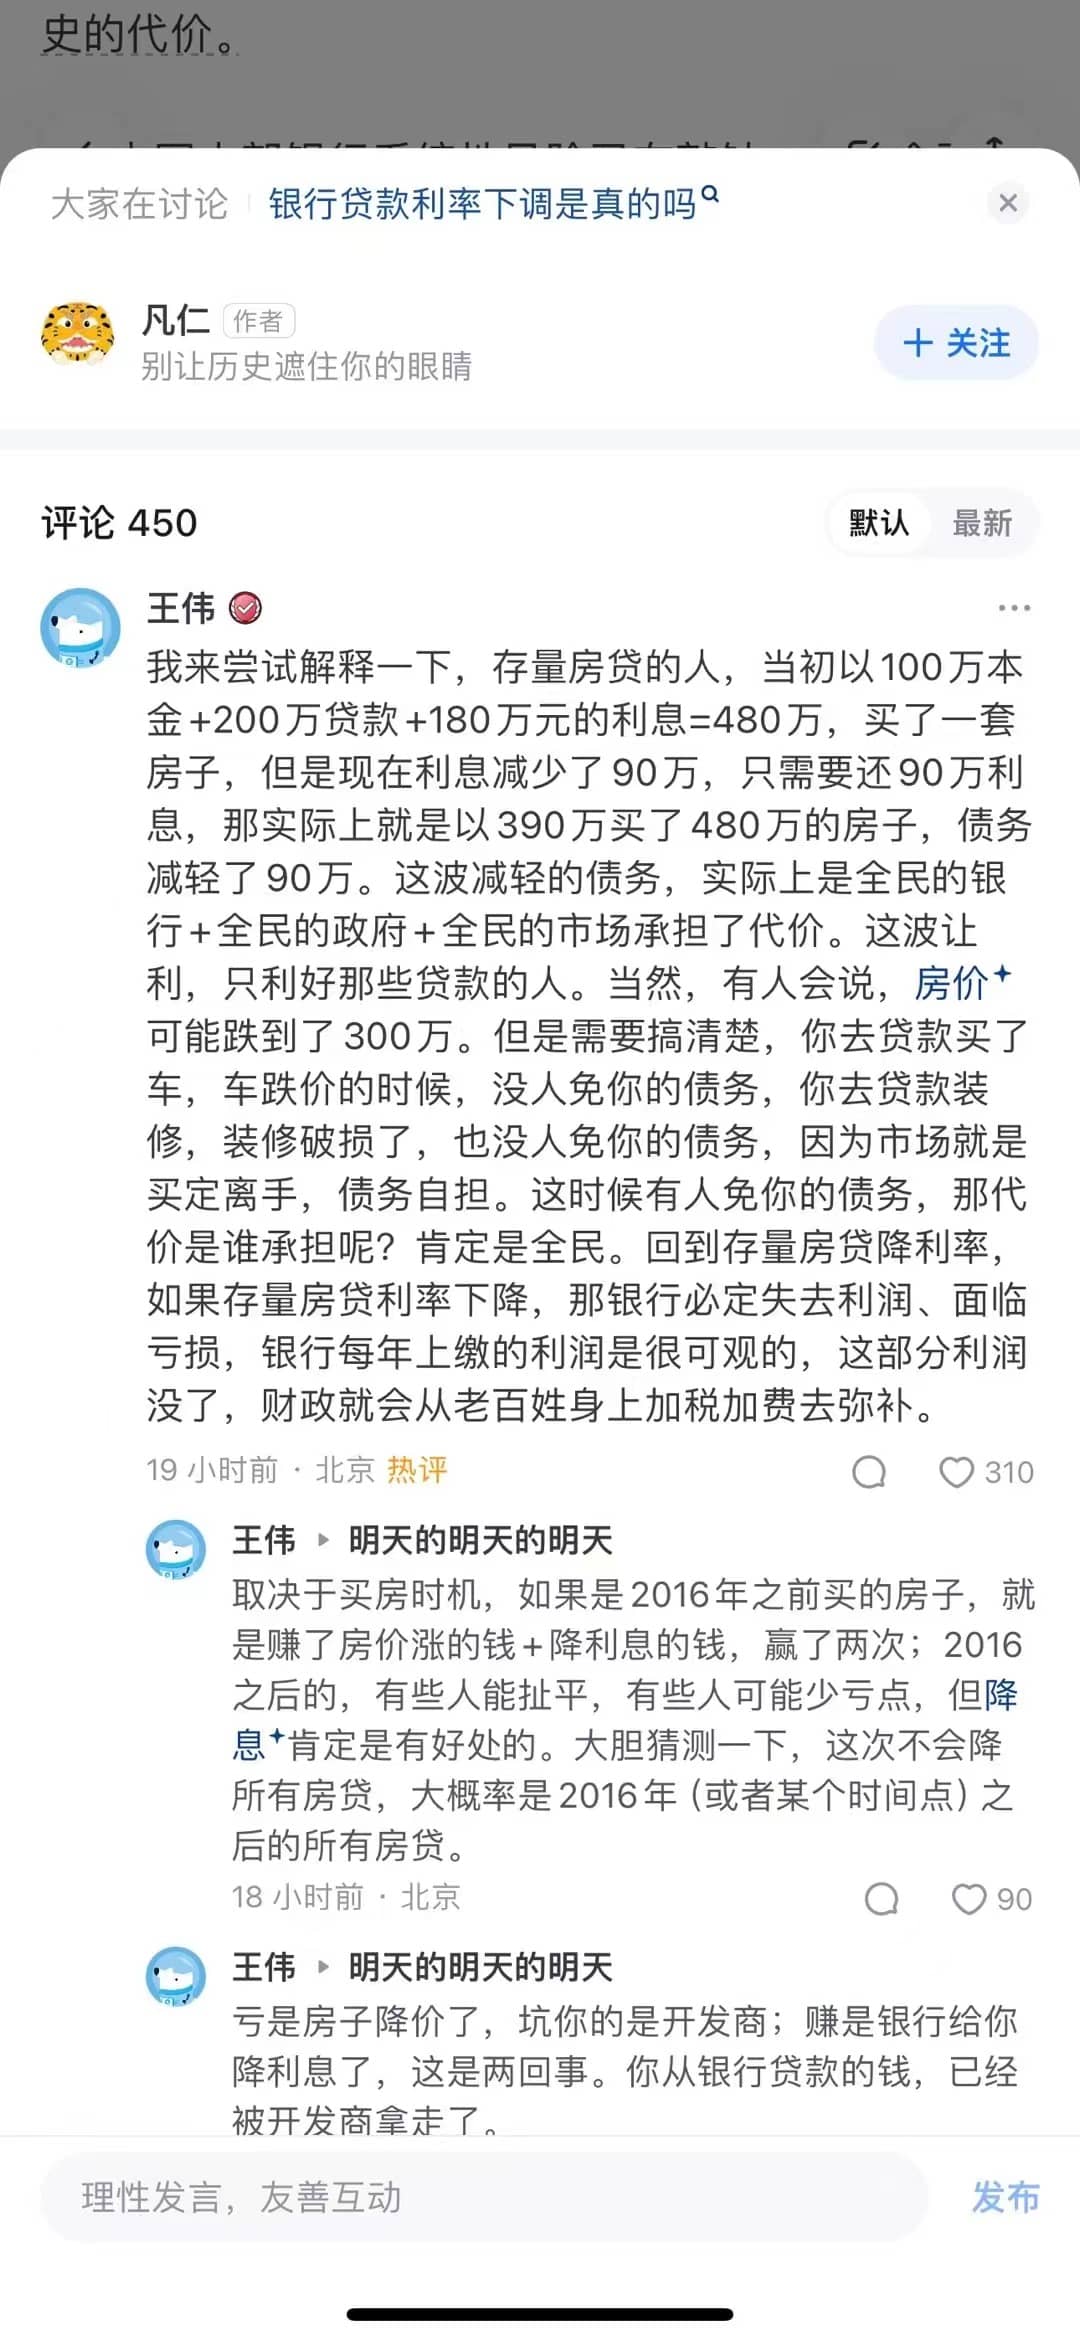 史的代价。
大家在讨论 银行贷款利率下调是真的吗
凡仁 作者
别让历史遮住你的眼睛
+ 关注
评论 450
默认 最新
王伟
我来尝试解释一下，存量房贷的人，当初以100万本
金+200万贷款+180万元的利息=480万，买了一套
房子，但是现在利息减少了90万，只需要还90万利
息，那实际上就是以390万买了480万的房子，债务
减轻了90万。这波减轻的债务，实际上是全民的银
行+全民的政府+全民的市场承担了代价。这波让
利，只利好那些贷款的人。当然，有人会说，房价
可能跌到了300万。但是需要搞清楚，你去贷款买了
车，车跌价的时候，没人免你的债务，你去贷款装
修，装修破损了，也没人免你的债务，因为市场就是
买定离手，债务自担。这时候有人免你的债务，那代
价是谁承担呢？肯定是全民。回到存量房贷降利率，
如果存量房贷利率下降，那银行必定失去利润、面临
亏损，银行每年上缴的利润是很可观的，这部分利润
没了，财政就会从老百姓身上加税加费去弥补。
19 小时前 · 北京 热评
310
王伟 ▸ 明天的明天的明天
取决于买房时机，如果是2016年之前买的房子，就
是赚了房价涨的钱+降利息的钱，赢了两次；2016
之后的，有些人能扯平，有些人可能少亏点，但降
息肯定是有好处的。大胆猜测一下，这次不会降
所有房贷，大概率是2016年（或者某个时间点）之
后的所有房贷。
18 小时前 · 北京
90
王伟 ▸ 明天的明天的明天
亏是房子降价了，坑你的是开发商；赚是银行给你
降利息了，这是两回事。你从银行贷款的钱，已经
被开发商拿走了。
理性发言，友善互动
发布